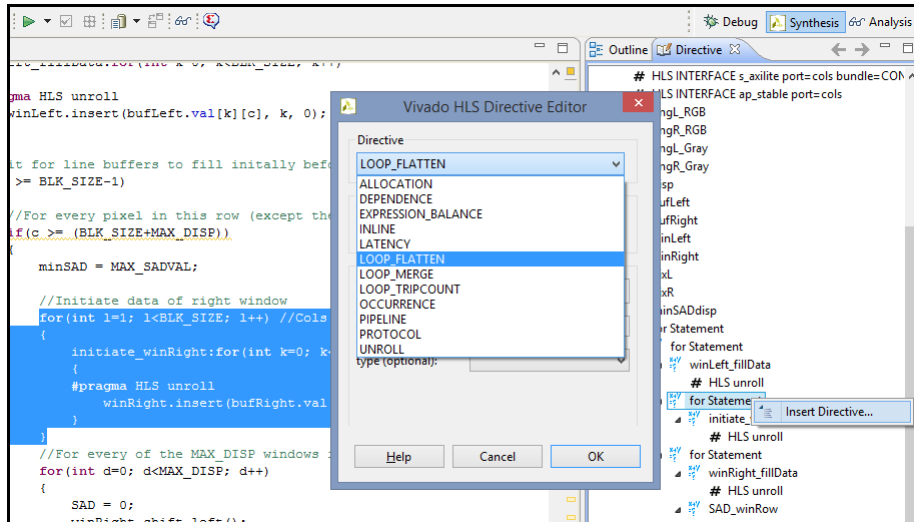 Debug Synthesis Analysis
Outline Directive
gma HLS unroll
winLeft.insert(bufLeft.val[k][c], k, 0);
it for line buffers to fill initally bef
>= BLK_SIZE-1)
//For every pixel in this row (except the
if(c >= (BLK_SIZE+MAX_DISP))
{
minSAD = MAX_SADVAL;
//Initiate data of right window
for(int l=1; l<BLK_SIZE; l++) //Cols
{
initiate_winRight:for(int k=0; k
{
#pragma HLS unroll
winRight.insert(bufRight.val
}
}
//For every of the MAX_DISP windows
for(int d=0; d<MAX_DISP; d++)
{
SAD = 0;
winRight.shift_left();
Vivado HLS Directive Editor
Directive
LOOP_FLATTEN
ALLOCATION
DEPENDENCE
EXPRESSION_BALANCE
INLINE
LATENCY
LOOP_FLATTEN
LOOP_MERGE
LOOP_TRIPCOUNT
OCCURRENCE
PIPELINE
PROTOCOL
UNROLL
type (optional):
Help Cancel OK
# HLS INTERFACE s_axilite port=cols bundle=CON
HLS INTERFACE ap_stable port=cols
ngL_RGB
ngR_RGB
ngL_Gray
ngR_Gray
isp
ufLeft
ufRight
inLeft
inRight
xL
xR
inSADdisp
or Statement
for Statement
winLeft_fillData
# HLS unroll
for Statement
Insert Directive...
initiate_
# HLS unroll
for Statement
winRight_fillData
# HLS unroll
SAD_winRow